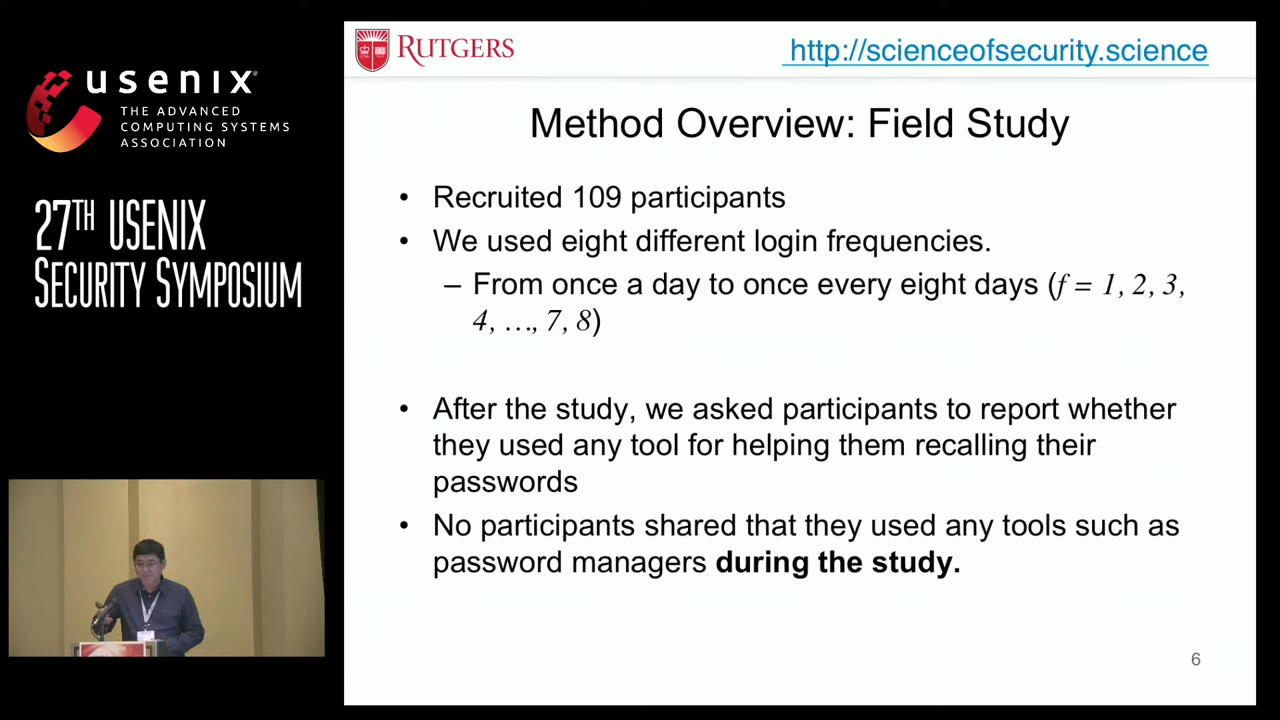 usenix
THE ADVANCED
COMPUTING SYSTEMS
ASSOCIATION
27TH USENIX
SECURITY SYMPOSIUM
RUTGERS
http://scienceofsecurity.science
Method Overview: Field Study
• Recruited 109 participants
• We used eight different login frequencies.
– From once a day to once every eight days (f = 1, 2, 3,
4, …, 7, 8)
• After the study, we asked participants to report whether
they used any tool for helping them recalling their
passwords
• No participants shared that they used any tools such as
password managers during the study.
6